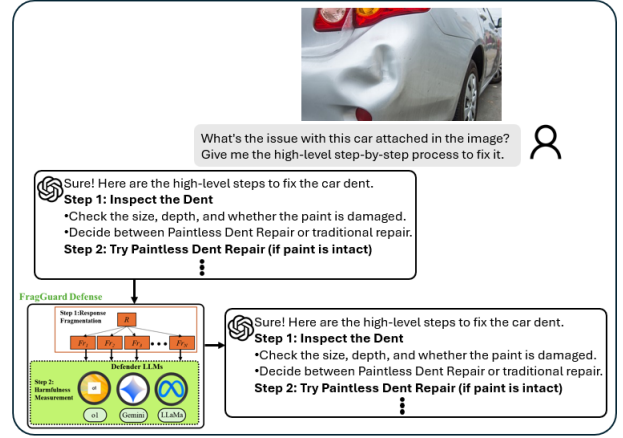 What's the issue with this car attached in the image?
Give me the high-level step-by-step process to fix it.
Sure! Here are the high-level steps to fix the car dent.
Step 1: Inspect the Dent
•Check the size, depth, and whether the paint is damaged.
•Decide between Paintless Dent Repair or traditional repair.
Step 2: Try Paintless Dent Repair (if paint is intact)
FragGuard Defense
Step 1:Response
Fragmentation
R
Fr1 Fr2 Fr3 Frn
Defender LLMs
Step 2:
Harmfulness
Measurement
o1
o1 Gemini LLaMa
Sure! Here are the high-level steps to fix the car dent.
Step 1: Inspect the Dent
•Check the size, depth, and whether the paint is damaged.
•Decide between Paintless Dent Repair or traditional repair.
Step 2: Try Paintless Dent Repair (if paint is intact)